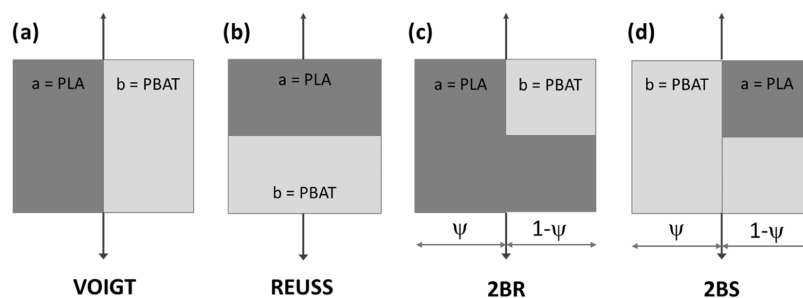 (a)
a = PLA
b = PBAT
VOIGT
(b)
a = PLA
b = PBAT
REUSS
(c)
a = PLA
b = PBAT
ψ
1-ψ
2BR
(d)
b = PBAT
a = PLA
ψ
1-ψ
2BS